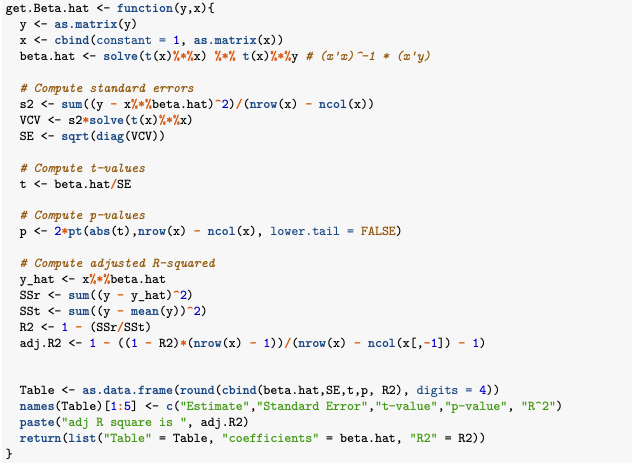 get.Beta.hat <- function(y,x){
  y <- as.matrix(y)
  x <- cbind(constant = 1, as.matrix(x))
  beta.hat <- solve(t(x)%*%x) %*% t(x)%*%y # (x'x)^-1 * (x'y)

  # Compute standard errors
  s2 <- sum((y - x%*%beta.hat)^2)/(nrow(x) - ncol(x))
  VCV <- s2*solve(t(x)%*%x)
  SE <- sqrt(diag(VCV))

  # Compute t-values
  t <- beta.hat/SE

  # Compute p-values
  p <- 2*pt(abs(t),nrow(x) - ncol(x), lower.tail = FALSE)

  # Compute adjusted R-squared
  y_hat <- x%*%beta.hat
  SSr <- sum((y - y_hat)^2)
  SSt <- sum((y - mean(y))^2)
  R2 <- 1 - (SSr/SSt)
  adj.R2 <- 1 - ((1 - R2)*(nrow(x) - 1))/(nrow(x) - ncol(x[,-1]) - 1)


  Table <- as.data.frame(round(cbind(beta.hat,SE,t,p, R2), digits = 4))
  names(Table)[1:5] <- c("Estimate","Standard Error","t-value","p-value", "R^2")
  paste("adj R square is ", adj.R2)
  return(list("Table" = Table, "coefficients" = beta.hat, "R2" = R2))
}